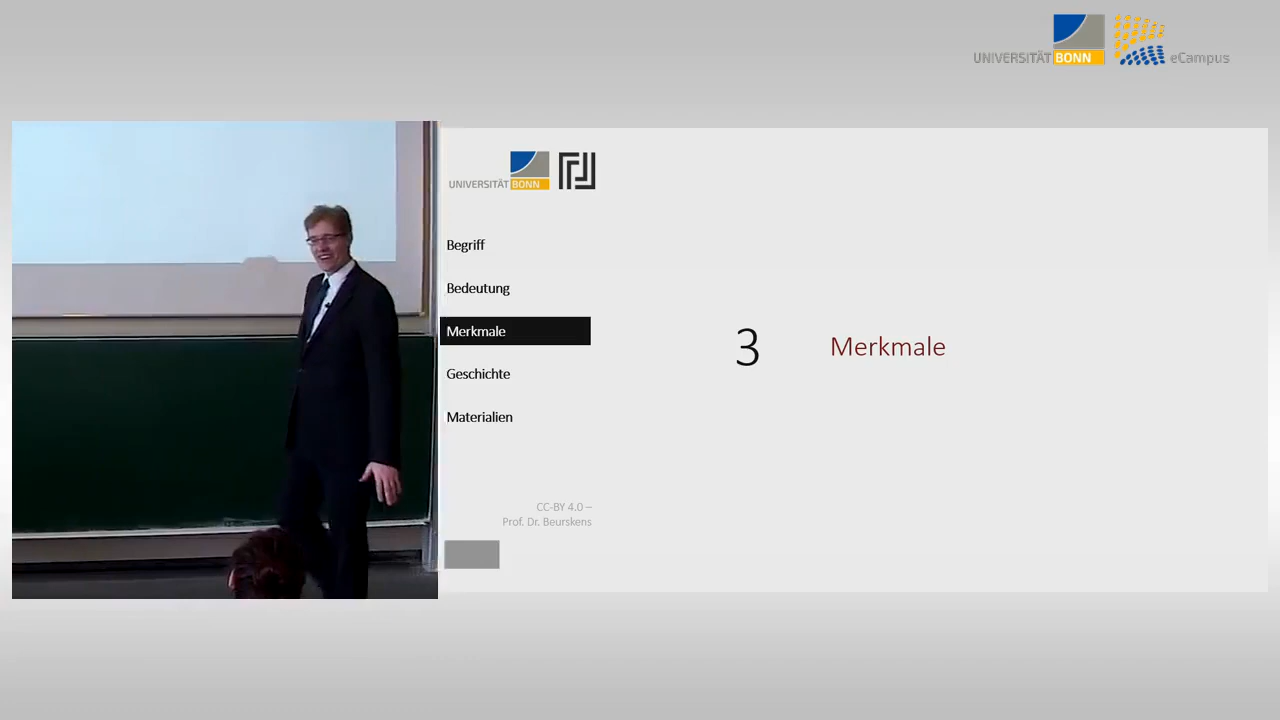 UNIVERSITÄT BONN eCampus
UNIVERSITÄT BONN
Begriff
Bedeutung
Merkmale
Geschichte
Materialien
3 Merkmale
CC-BY 4.0 –
Prof. Dr. Beurskens